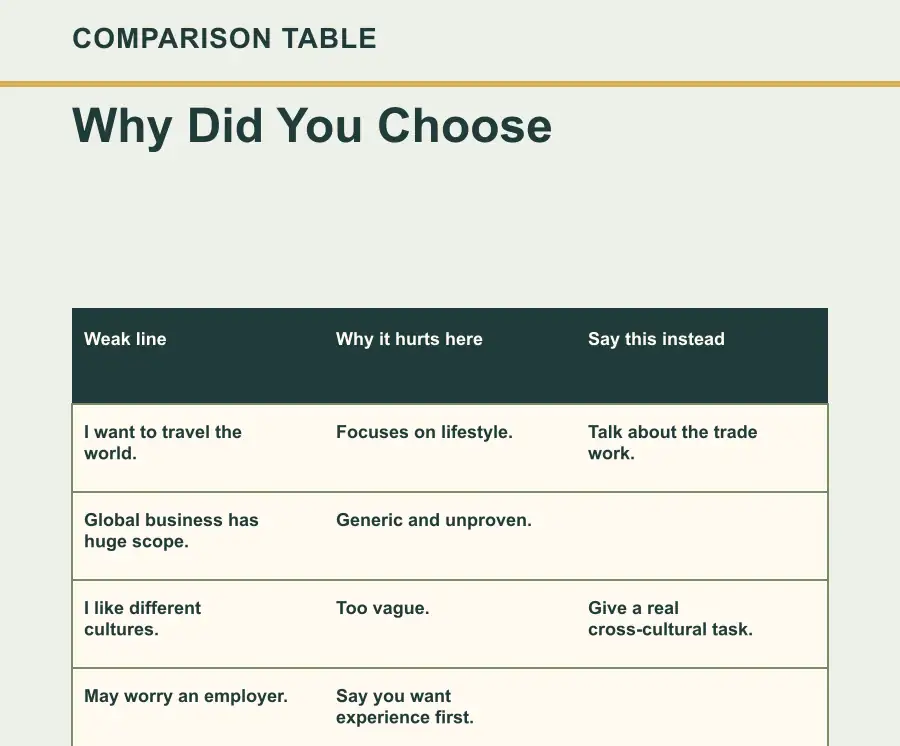 COMPARISON TABLE
Why Did You Choose
Weak line
Why it hurts here
Say this instead
I want to travel the
world.
Focuses on lifestyle.
Talk about the trade
work.
Global business has
huge scope.
Generic and unproven.
I like different
cultures.
Too vague.
Give a real
cross-cultural task.
May worry an employer.
Say you want
experience first.